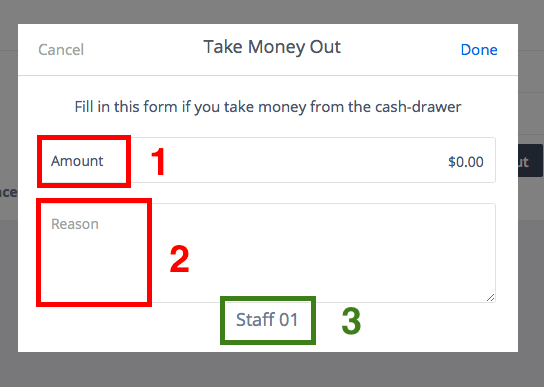 Cancel Take Money Out Done
Fill in this form if you take money from the cash-drawer
Amount 1 $0.00
ut
nce
Reason
2
Staff 01 3